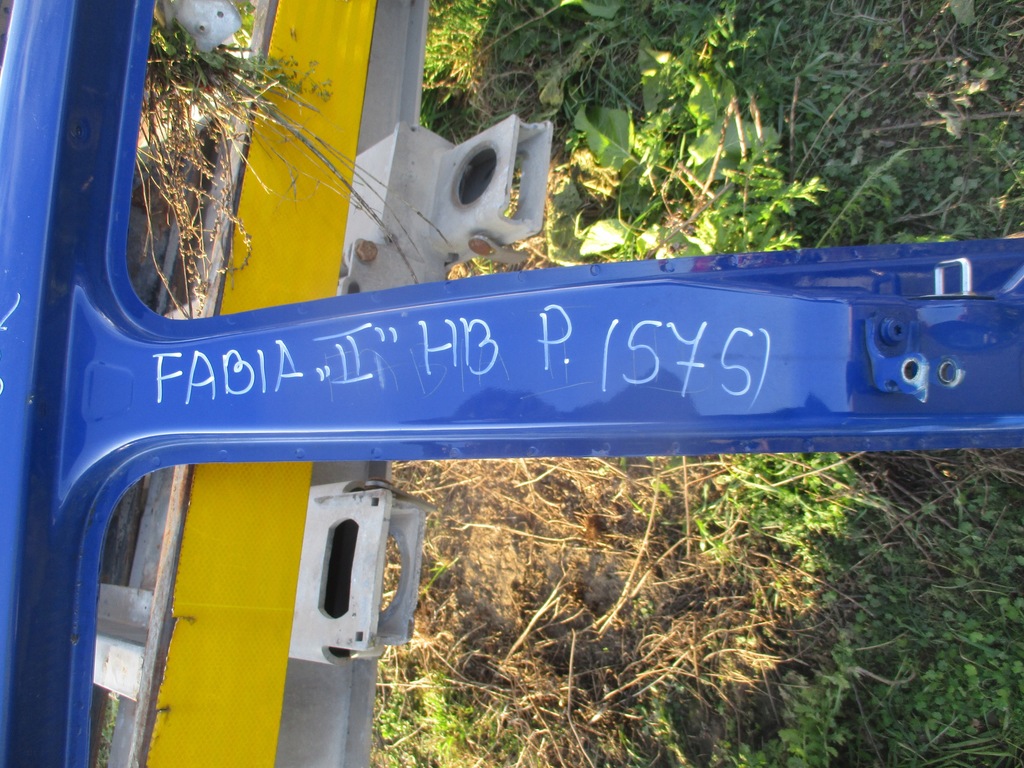 FABIA „II” HB P. (575)